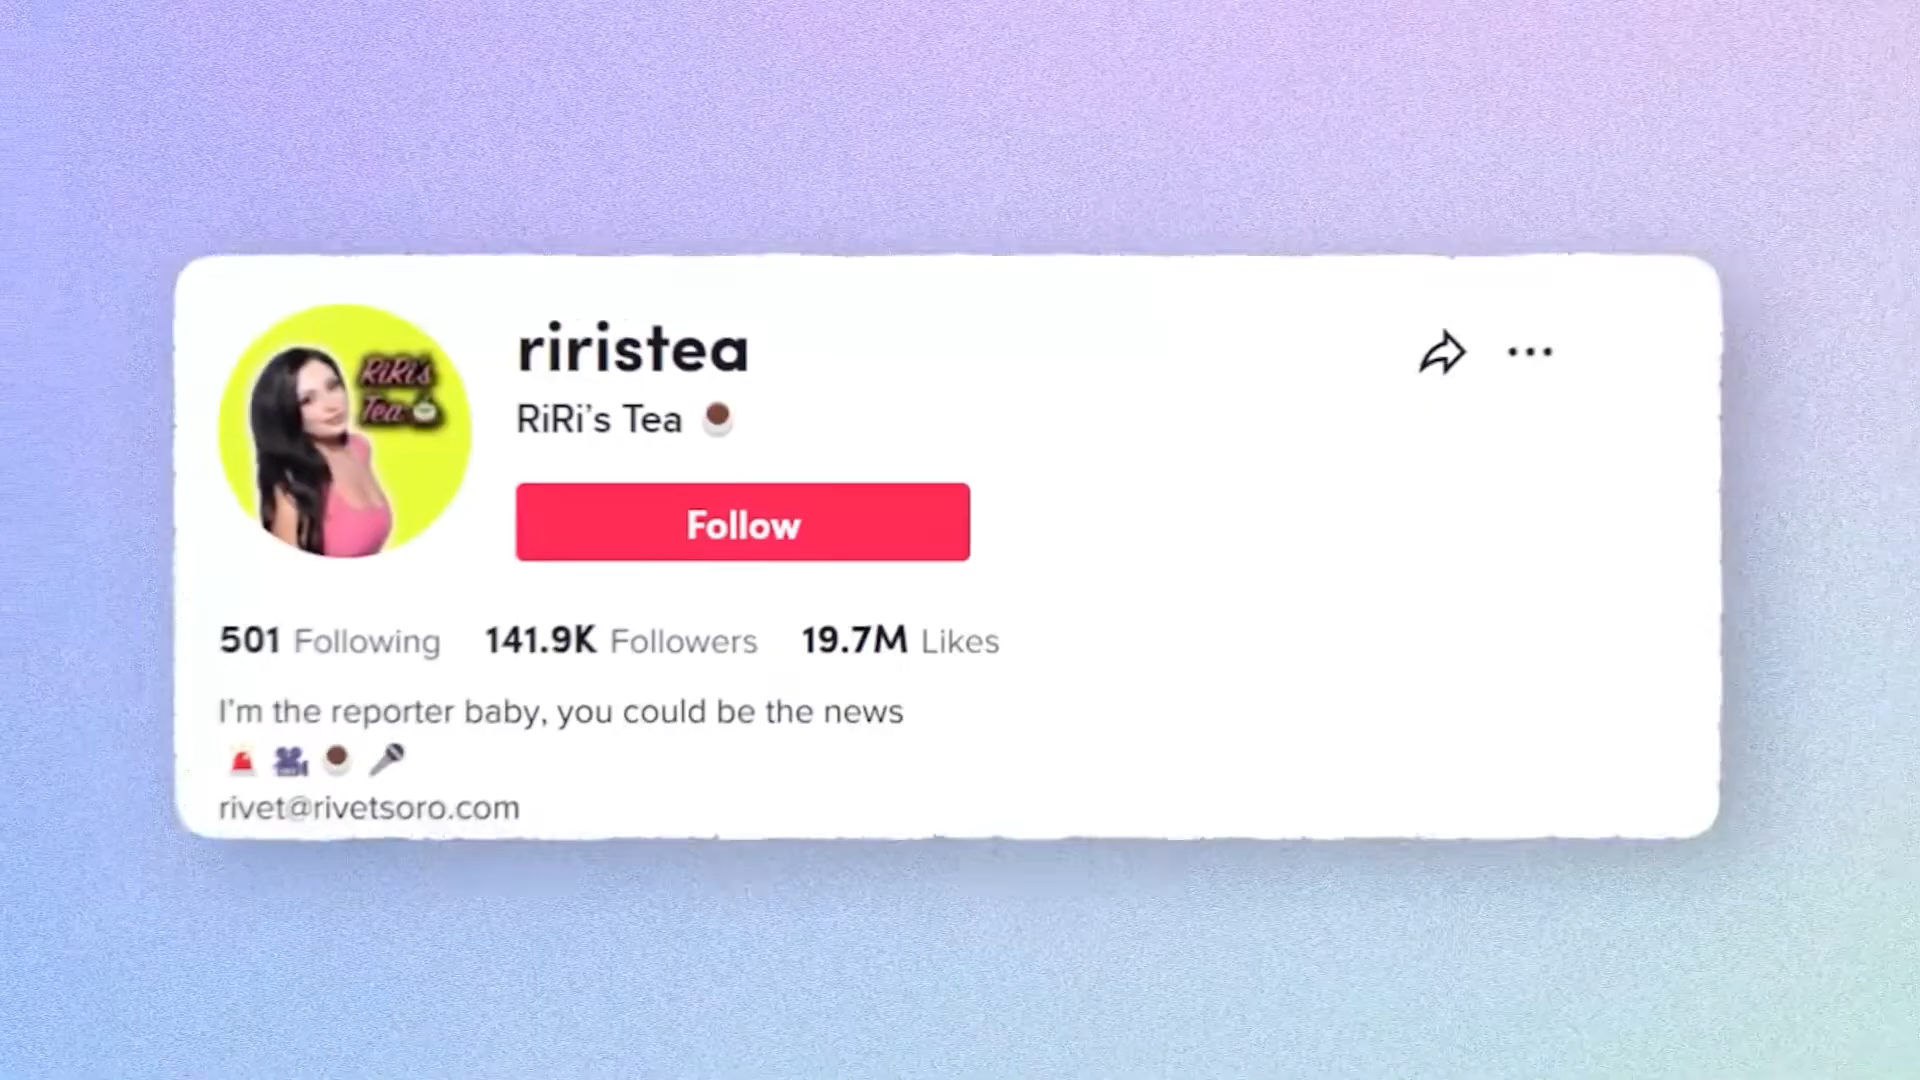 RiRi's
Tea
riristea
RiRi's Tea ☕
Follow
501 Following 141.9K Followers 19.7M Likes
I'm the reporter baby, you could be the news
🚨 🎥 ☕ 🎤
rivet@rivetsoro.com